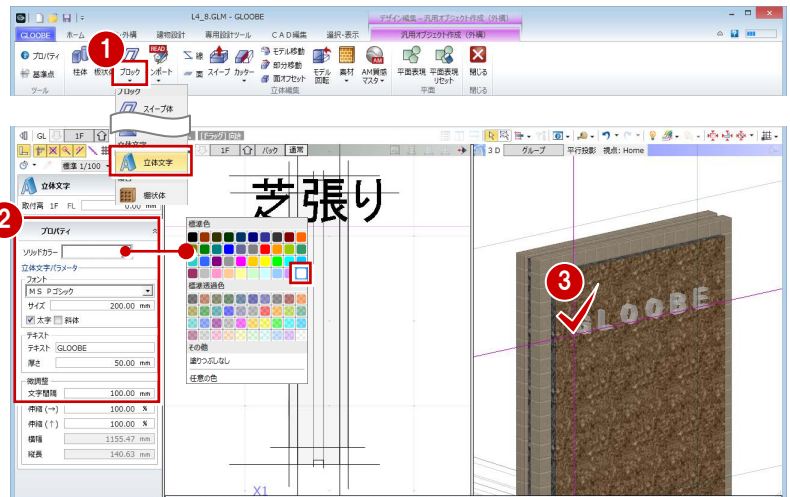 L4_8.GLM - GLOOBE
デザイン編集 - 汎用オブジェクト作成 (外構)
GLOOBE ホーム 外構 建物設計 専用設計ツール CAD編集 選択・表示 汎用オブジェクト作成 (外構)
1
プロパティ
基準点
柱体 板状体 ブロック
READ
線
面
スイープ カッター
モデル移動
部分移動
面オフセット
モデル回転
素材
AM質感マスタ
平面表現
平面表現リセット
閉じる
ツール
立体編集
平面
閉じる
ブロック
スイープ体
立体文字
棚状体
GL 1F
[ドラッグ] 自由
標準 1/100
1F バック 通常
3D グループ 平行投影 視点: Home
立体文字
取付高 1F FL 0.00 mm
2
プロパティ
ソリッドカラー
立体文字パラメータ
フォント
MS Pゴシック
サイズ 200.00 mm
太字 斜体
テキスト
テキスト GLOOBE
厚さ 50.00 mm
微調整
文字間隔 100.00 mm
伸縮 (→) 100.00 %
伸縮 (↑) 100.00 %
横幅 1155.47 mm
縦長 140.63 mm
芝張り
標準色
標準透過色
その他
塗りつぶしなし
任意の色
X1
3
GLOOBE